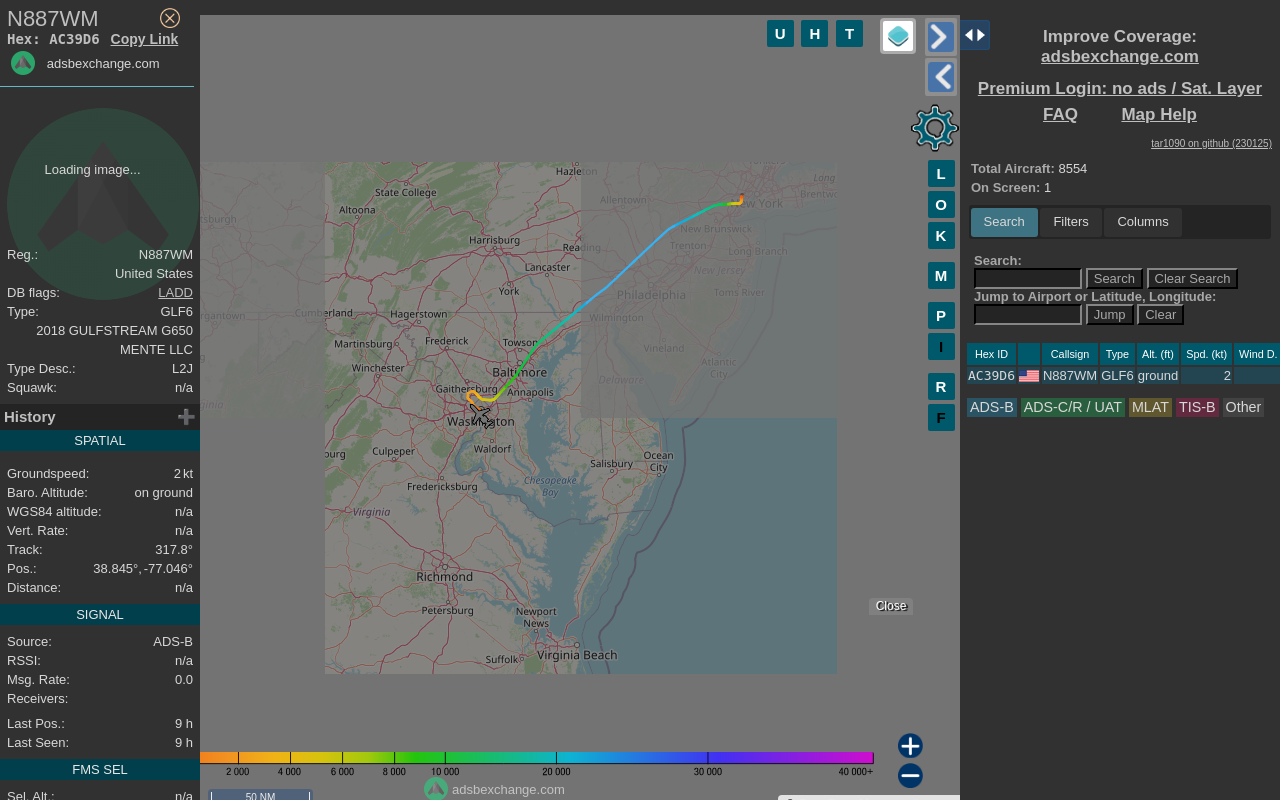 N887WM
Hex: AC39D6 Copy Link
adsbexchange.com
Loading image...
Reg.: N887WM
United States
DB flags: LADD
Type: GLF6
2018 GULFSTREAM G650
MENTE LLC
Type Desc.: L2J
Squawk: n/a
History
SPATIAL
Groundspeed: 2 kt
Baro. Altitude: on ground
WGS84 altitude: n/a
Vert. Rate: n/a
Track: 317.8°
Pos.: 38.845°, -77.046°
Distance: n/a
SIGNAL
Source: ADS-B
RSSI: n/a
Msg. Rate: 0.0
Receivers:
Last Pos.: 9 h
Last Seen: 9 h
FMS SEL
Sel. Alt.: n/a
U H T
L
O
K
M
P
I
R
F
Hazleton
State College
Altoona
Allentown
Long
Brentwo
New York
tsburgh
Harrisburg
Reading
New Brunswick
Trenton
Long Branch
Lancaster
New Jersey
York
Philadelphia
Toms River
Cumberland
Hagerstown
Wilmington
rgantown
Martinsburg
Frederick
Towson
Vineland
Winchester
Baltimore
Atlantic
City
Gaithersburg
Annapolis
Delaware
Washington
Waldorf
Culpeper
burg
Salisbury
Ocean
City
Fredericksburg
Chesapeake
Bay
Virginia
Richmond
Petersburg
Newport
News
Suffolk
Virginia Beach
Close
2 000 4 000 6 000 8 000 10 000 20 000 30 000 40 000+
adsbexchange.com
50 NM
Improve Coverage:
adsbexchange.com
Premium Login: no ads / Sat. Layer
FAQ Map Help
tar1090 on github (230125)
Total Aircraft: 8554
On Screen: 1
Search Filters Columns
Search:
Search Clear Search
Jump to Airport or Latitude, Longitude:
Jump Clear
Hex ID Callsign Type Alt. (ft) Spd. (kt) Wind D.
AC39D6 N887WM GLF6 ground 2
ADS-B ADS-C/R / UAT MLAT TIS-B Other